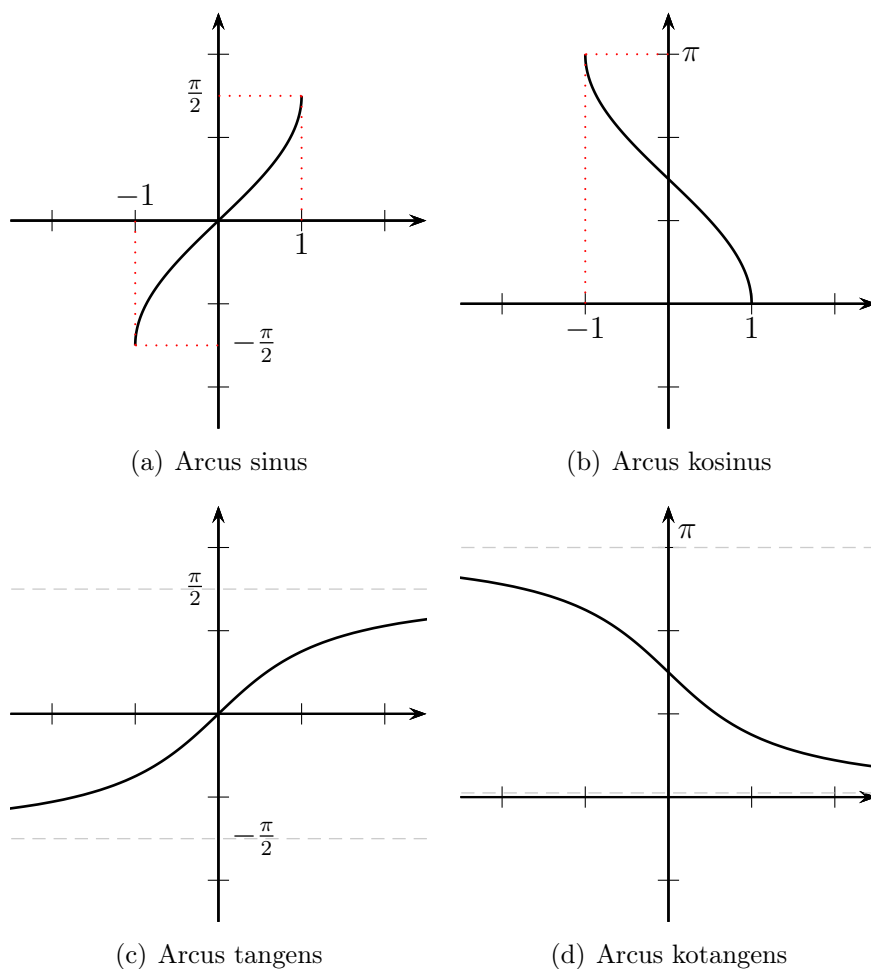 π/2
−1
1
−π/2
(a) Arcus sinus
π
−1
1
(b) Arcus kosinus
π/2
−π/2
(c) Arcus tangens
π
(d) Arcus kotangens